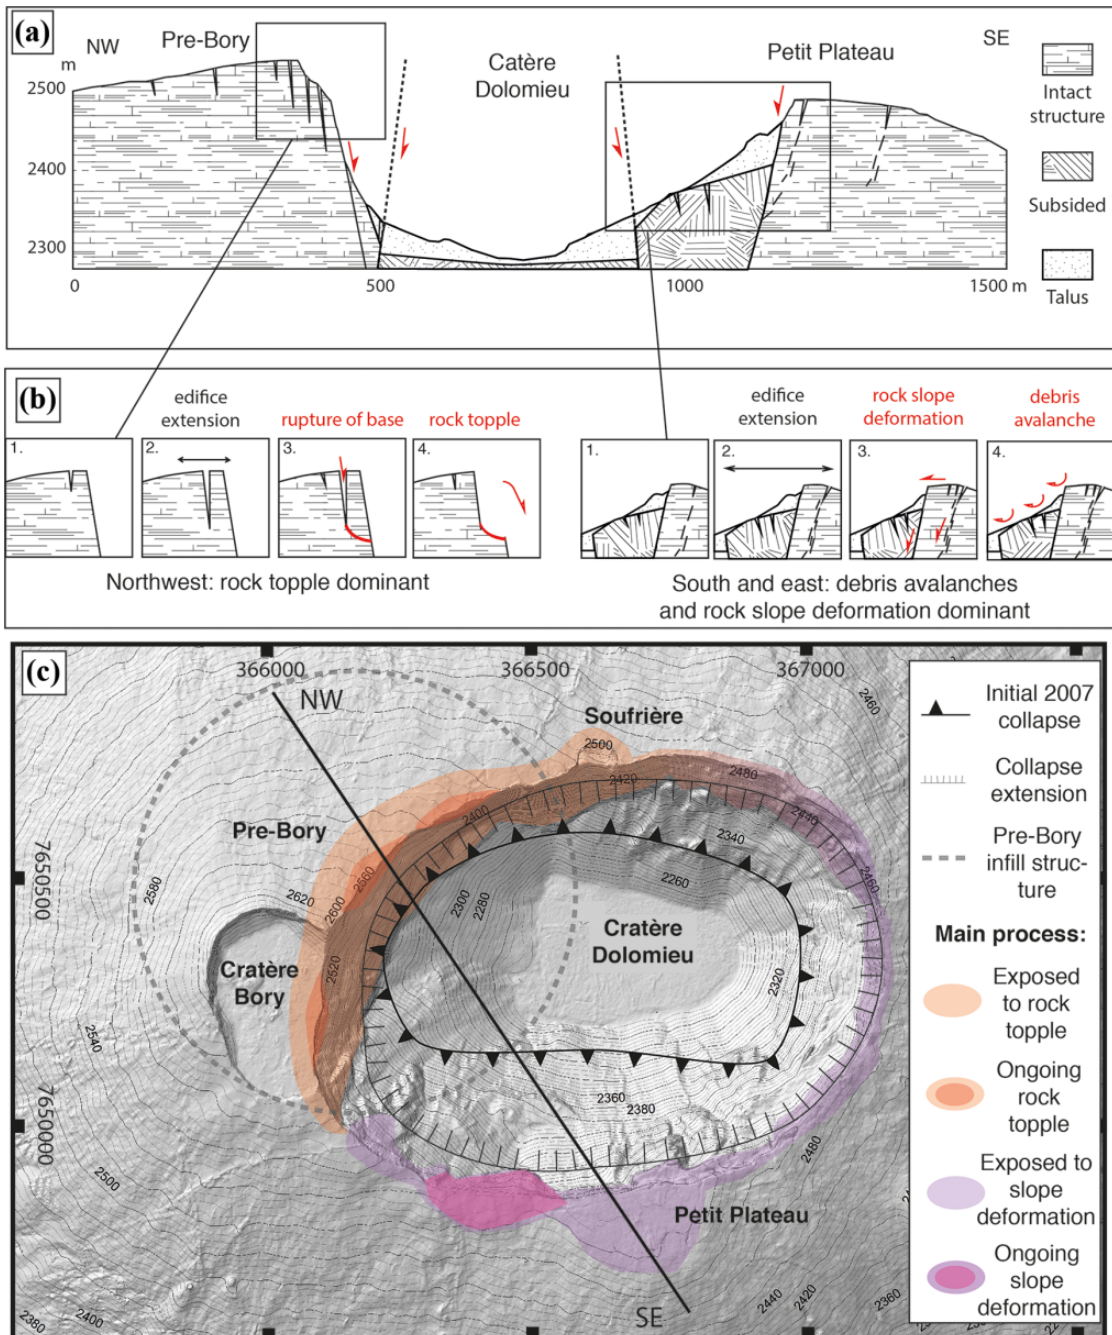 (a)
NW
Pre-Bory
Catère
Dolomieu
Petit Plateau
SE
m
2500
2400
2300
0
500
1000
1500 m
Intact
structure
Subsided
Talus
(b)
edifice
extension
rupture of base
rock topple
1.
2.
3.
4.
Northwest: rock topple dominant
edifice
extension
rock slope
deformation
debris
avalanche
1.
2.
3.
4.
South and east: debris avalanches
and rock slope deformation dominant
(c)
366000
366500
367000
7650500
7650000
NW
Soufrière
Pre-Bory
Cratère
Bory
Cratère
Dolomieu
Petit Plateau
SE
2500
2420
2480
2460
2400
2440
2340
2460
2560
2580
2620
2600
2300
2280
2260
2520
2320
2540
2360
2380
2480
2500
2440
2420
2360
2400
2380
Initial 2007
collapse
Collapse
extension
Pre-Bory
infill struc-
ture
Main process:
Exposed
to rock
topple
Ongoing
rock
topple
Exposed to
slope
deformation
Ongoing
slope
deformation